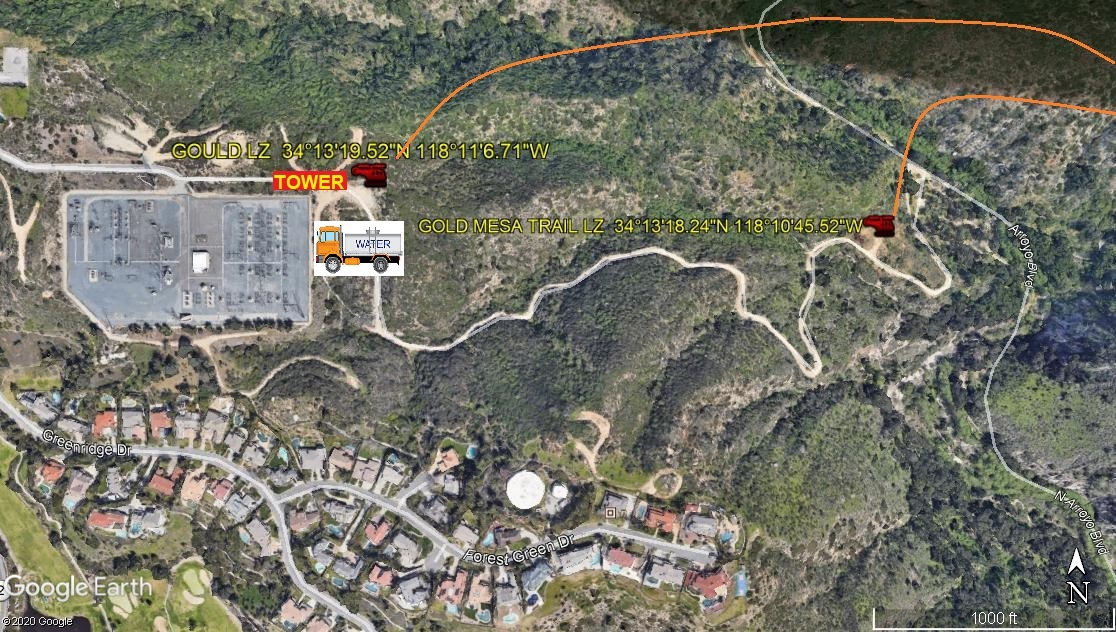 GOULD LZ 34°13'19.52"N 118°11'6.71"W
TOWER
GOLD MESA TRAIL LZ 34°13'18.24"N 118°10'45.52"W
WATER
Arroyo Blvd
Greenridge Dr
N Arroyo Blvd
Forest Green Dr
Google Earth
N
1000 ft
©2020 Google